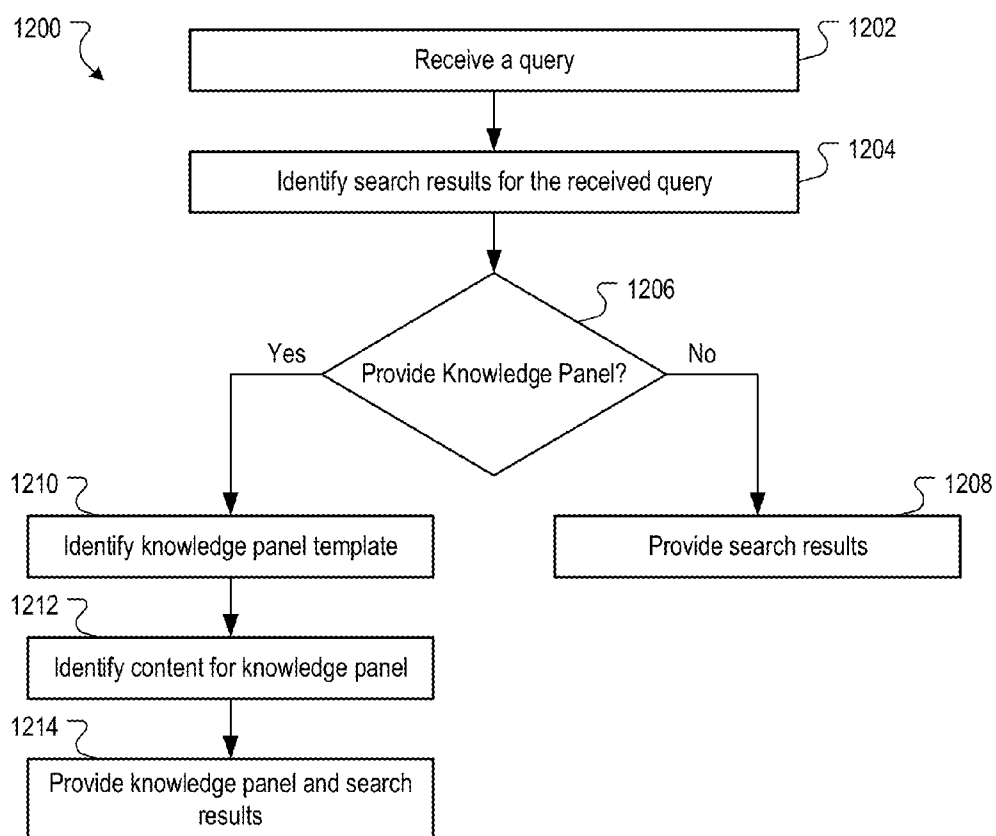 1200
1202
Receive a query
1204
Identify search results for the received query
1206
Yes
Provide Knowledge Panel?
No
1210
1208
Identify knowledge panel template
Provide search results
1212
Identify content for knowledge panel
1214
Provide knowledge panel and search
results